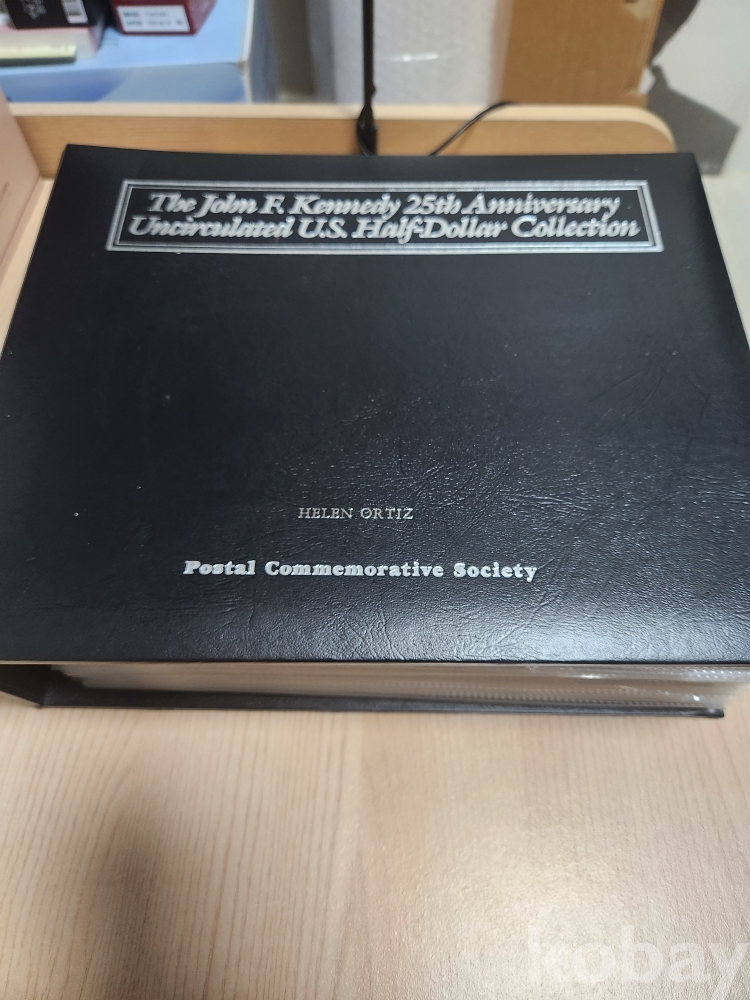 The John F. Kennedy 25th Anniversary
Uncirculated U.S. Half-Dollar Collection
HELEN ORTIZ
Postal Commemorative Society
kobay